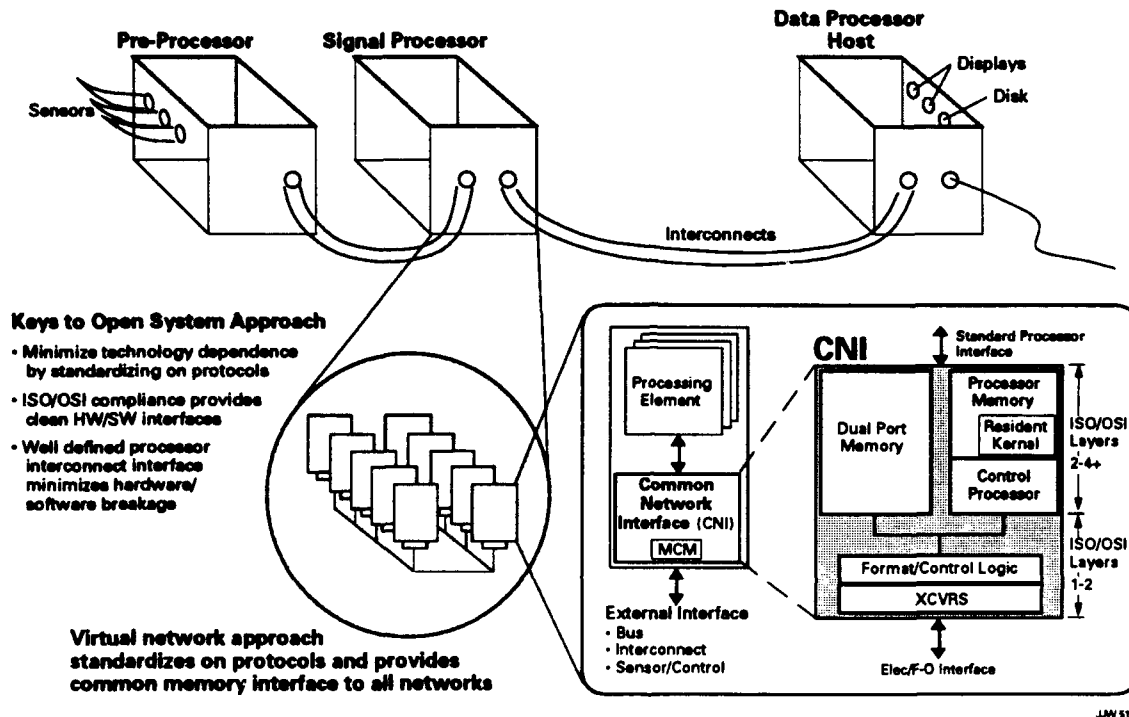 Pre-Processor
Signal Processor
Data Processor
Host
Sensors
Displays
Disk
Interconnects
Keys to Open System Approach
· Minimize technology dependence
by standardizing on protocols
· ISO/OSI compliance provides
clean HW/SW interfaces
· Well defined processor
interconnect interface
minimizes hardware/
software breakage
Virtual network approach
standardizes on protocols and provides
common memory interface to all networks
Processing
Element
Common
Network
Interface (CNI)
MCM
External Interface
· Bus
· Interconnect
· Sensor/Control
CNI
Standard Processor
Interface
Dual Port
Memory
Processor
Memory
Resident
Kernal
Control
Processor
ISO/OSI
Layers
2-4+
ISO/OSI
Layers
1-2
Format/Control Logic
XCVRS
Elec/F-O Interface